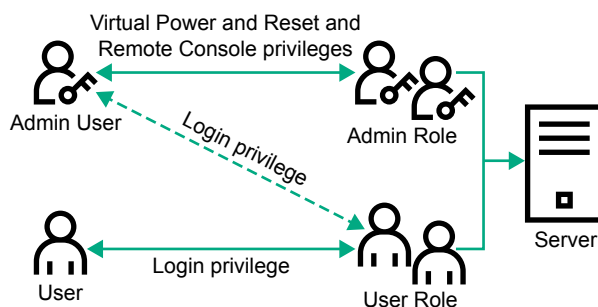 Virtual Power and Reset and
Remote Console privileges
Admin User
Admin Role
Login privilege
Server
Login privilege
User
User Role